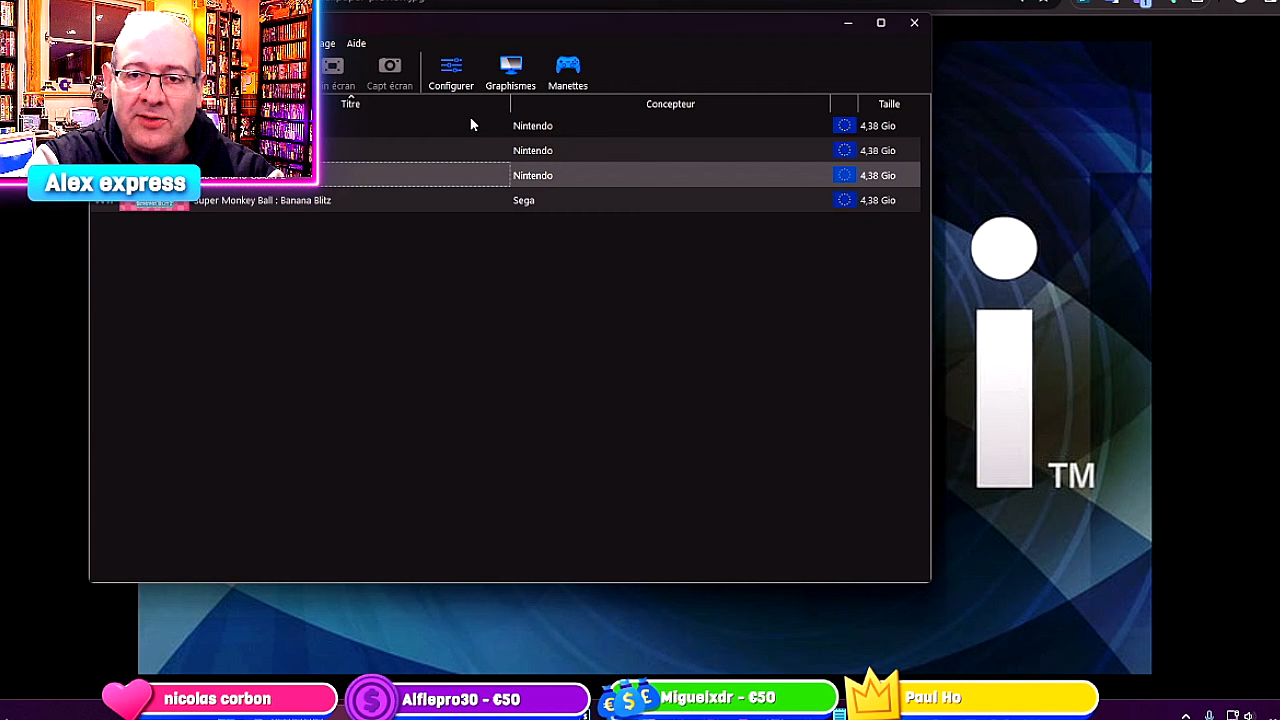 age Aide
in écran Capt écran Configurer Graphismes Manettes
Titre Concepteur Taille
Nintendo 4,38 Gio
Nintendo 4,38 Gio
Nintendo 4,38 Gio
Super Monkey Ball : Banana Blitz Sega 4,38 Gio
Alex express
i
TM
nicolas corbon
Alflepro30 - €50
Miguelxdr - €50
Paul Ho